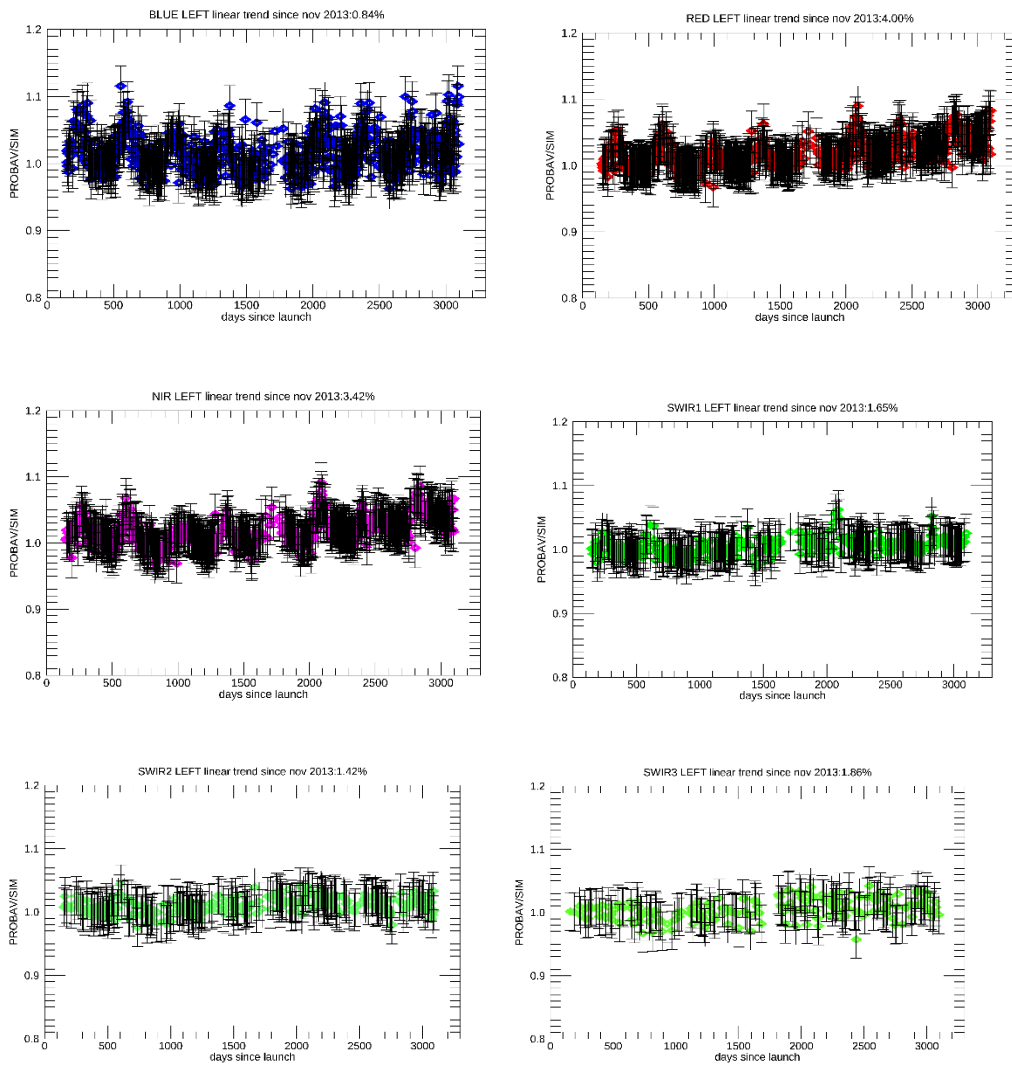 BLUE LEFT linear trend since nov 2013:0.84%
1.2
1.1
1.0
0.9
0.8
PROBAV/SIM
0 500 1000 1500 2000 2500 3000
days since launch
RED LEFT linear trend since nov 2013:4.00%
1.2
1.1
1.0
0.9
0.8
PROBAV/SIM
0 500 1000 1500 2000 2500 3000
days since launch
NIR LEFT linear trend since nov 2013:3.42%
1.2
1.1
1.0
0.9
0.8
PROBAV/SIM
0 500 1000 1500 2000 2500 3000
days since launch
SWIR1 LEFT linear trend since nov 2013:1.65%
1.2
1.1
1.0
0.9
0.8
PROBAV/SIM
0 500 1000 1500 2000 2500 3000
days since launch
SWIR2 LEFT linear trend since nov 2013:1.42%
1.2
1.1
1.0
0.9
0.8
PROBAV/SIM
0 500 1000 1500 2000 2500 3000
days since launch
SWIR3 LEFT linear trend since nov 2013:1.86%
1.2
1.1
1.0
0.9
0.8
PROBAV/SIM
0 500 1000 1500 2000 2500 3000
days since launch